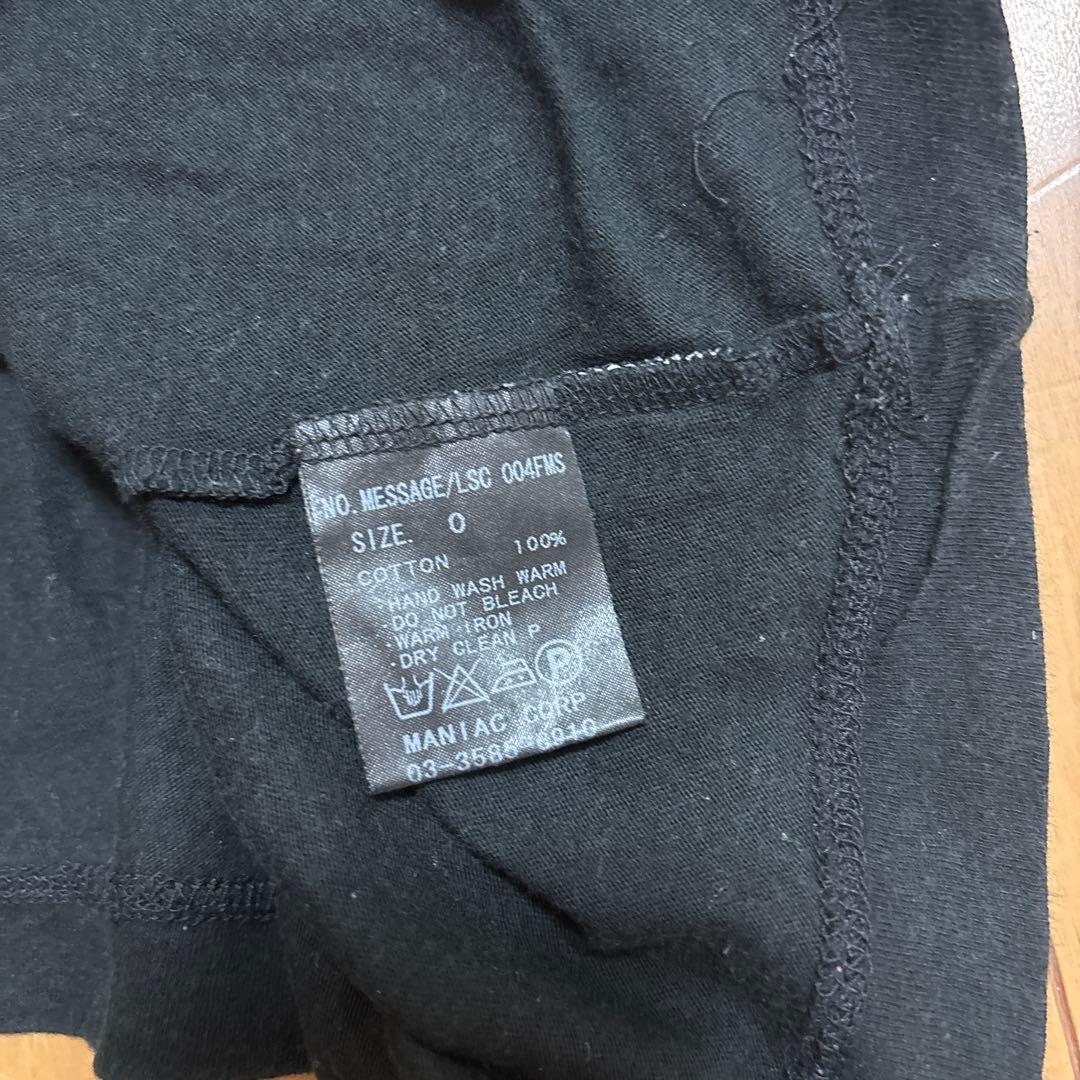 NO. MESSAGE/LSC 004FMS
SIZE. 0
COTTON 100%
・HAND WASH WARM
・DO NOT BLEACH
・WARM IRON
・DRY CLEAN P
P
MANIAC CORP